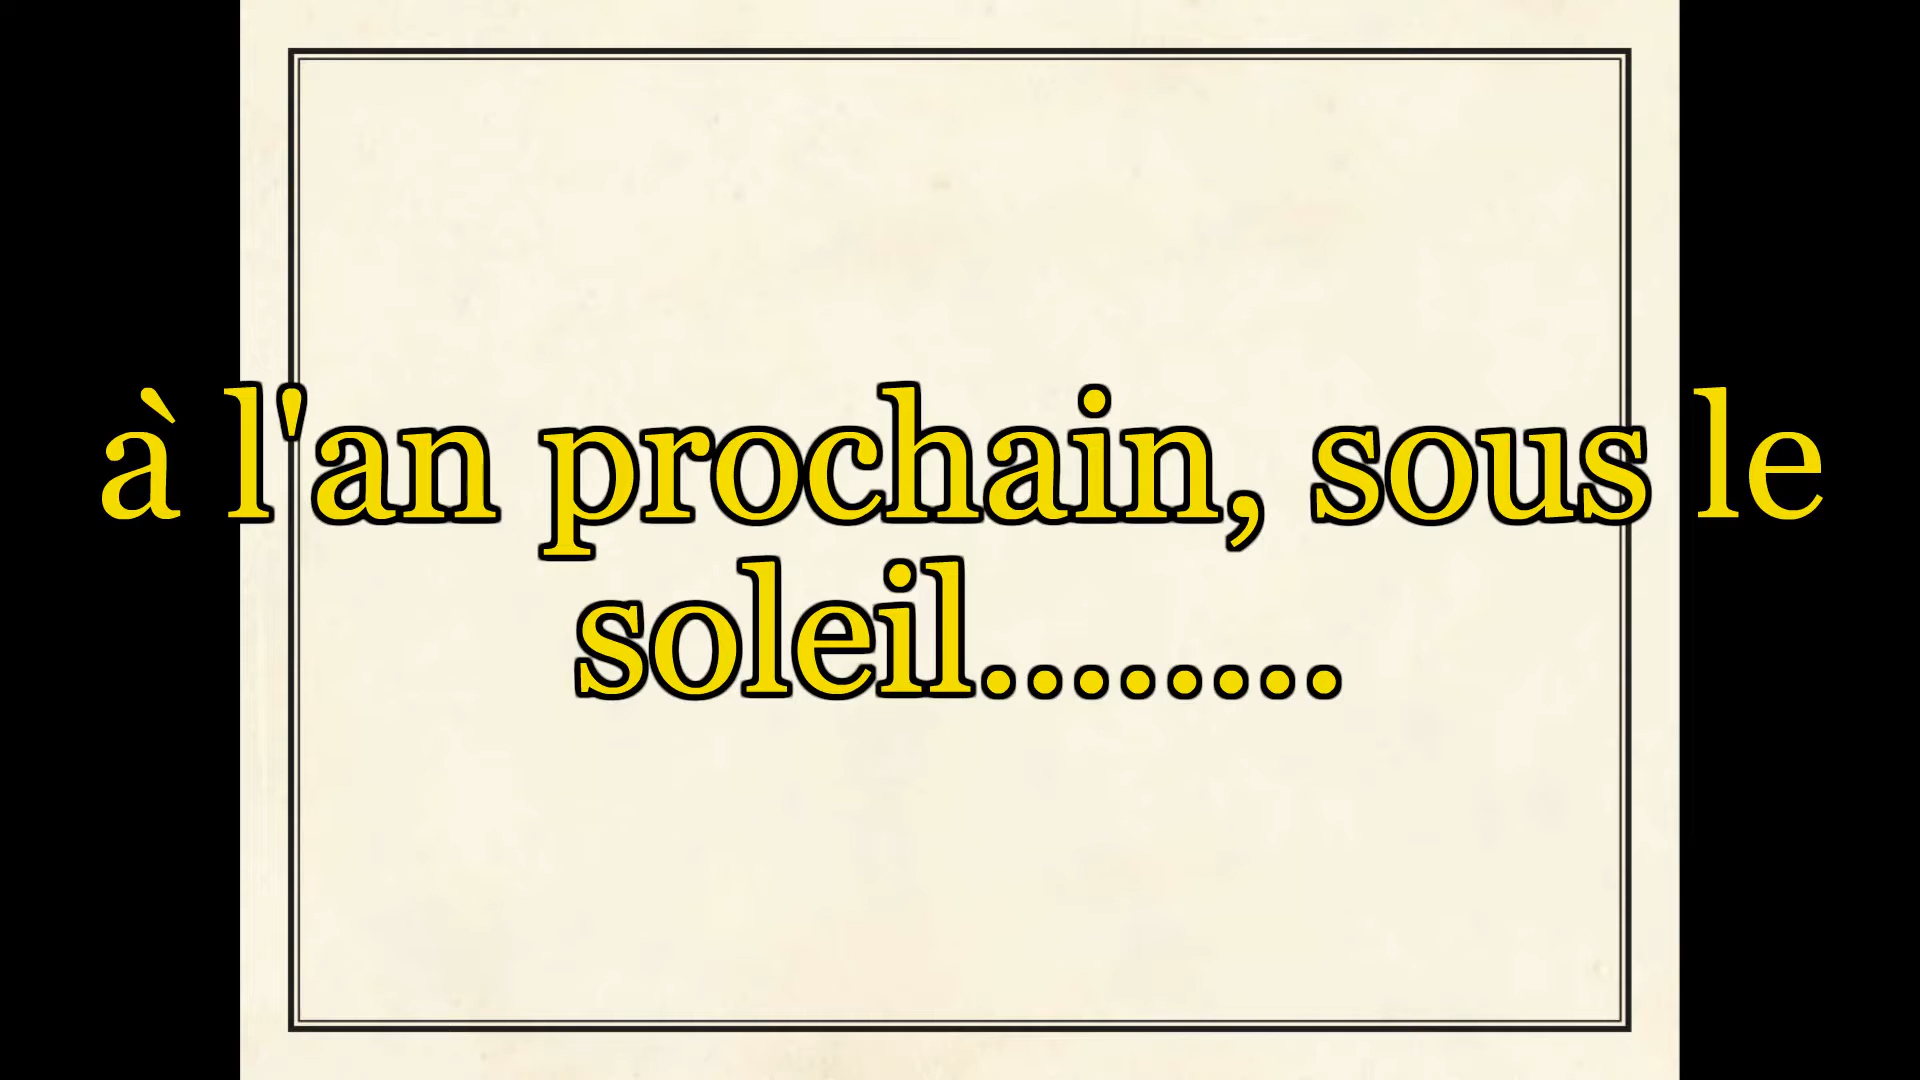 à l'an prochain, sous le
soleil........